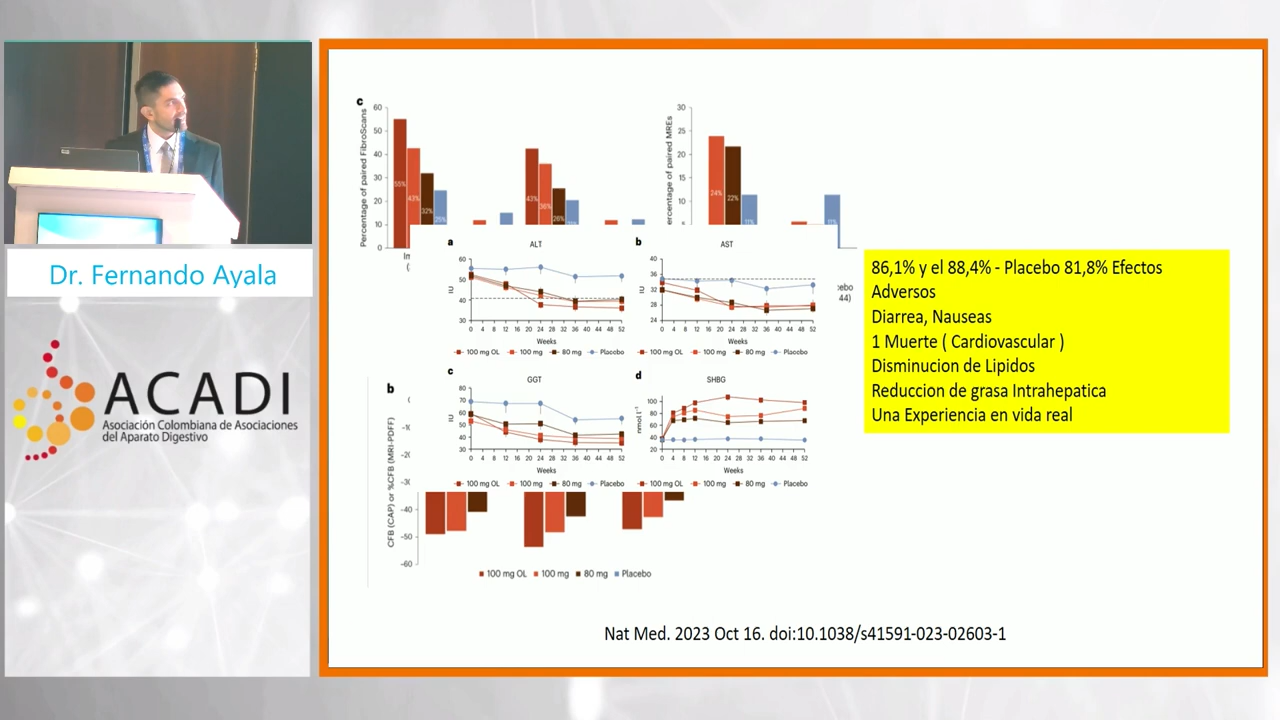 Dr. Fernando Ayala
ACADI
Asociación Colombiana de Asociaciones
del Aparato Digestivo
c
Percentage of paired FibroScans
60
50
40
30
20
10
0
55%
43%
32%
25%
43%
36%
26%
30
25
20
15
10
5
24%
22%
11%
11%
44)
a
ALT
IU
60
50
40
30
0 4 8 12 16 20 24 28 32 36 40 44 48 52
Weeks
100 mg OL 100 mg 80 mg Placebo
b
AST
IU
40
36
32
28
24
0 4 8 12 16 20 24 28 32 36 40 44 48 52
Weeks
100 mg OL 100 mg 80 mg Placebo
c
GGT
IU
80
70
60
50
40
30
0 4 8 12 16 20 24 28 32 36 40 44 48 52
Weeks
100 mg OL 100 mg 80 mg Placebo
d
SHBG
nmol l⁻¹
100
80
60
40
20
0 4 8 12 16 20 24 28 32 36 40 44 48 52
Weeks
100 mg OL 100 mg 80 mg Placebo
b
CFB (CAP) or %CFB (MRI-PDFF)
-40
-50
-60
100 mg OL 100 mg 80 mg Placebo
86,1% y el 88,4% - Placebo 81,8% Efectos
Adversos
Diarrea, Nauseas
1 Muerte ( Cardiovascular )
Disminucion de Lipidos
Reduccion de grasa Intrahepatica
Una Experiencia en vida real
Nat Med. 2023 Oct 16. doi:10.1038/s41591-023-02603-1